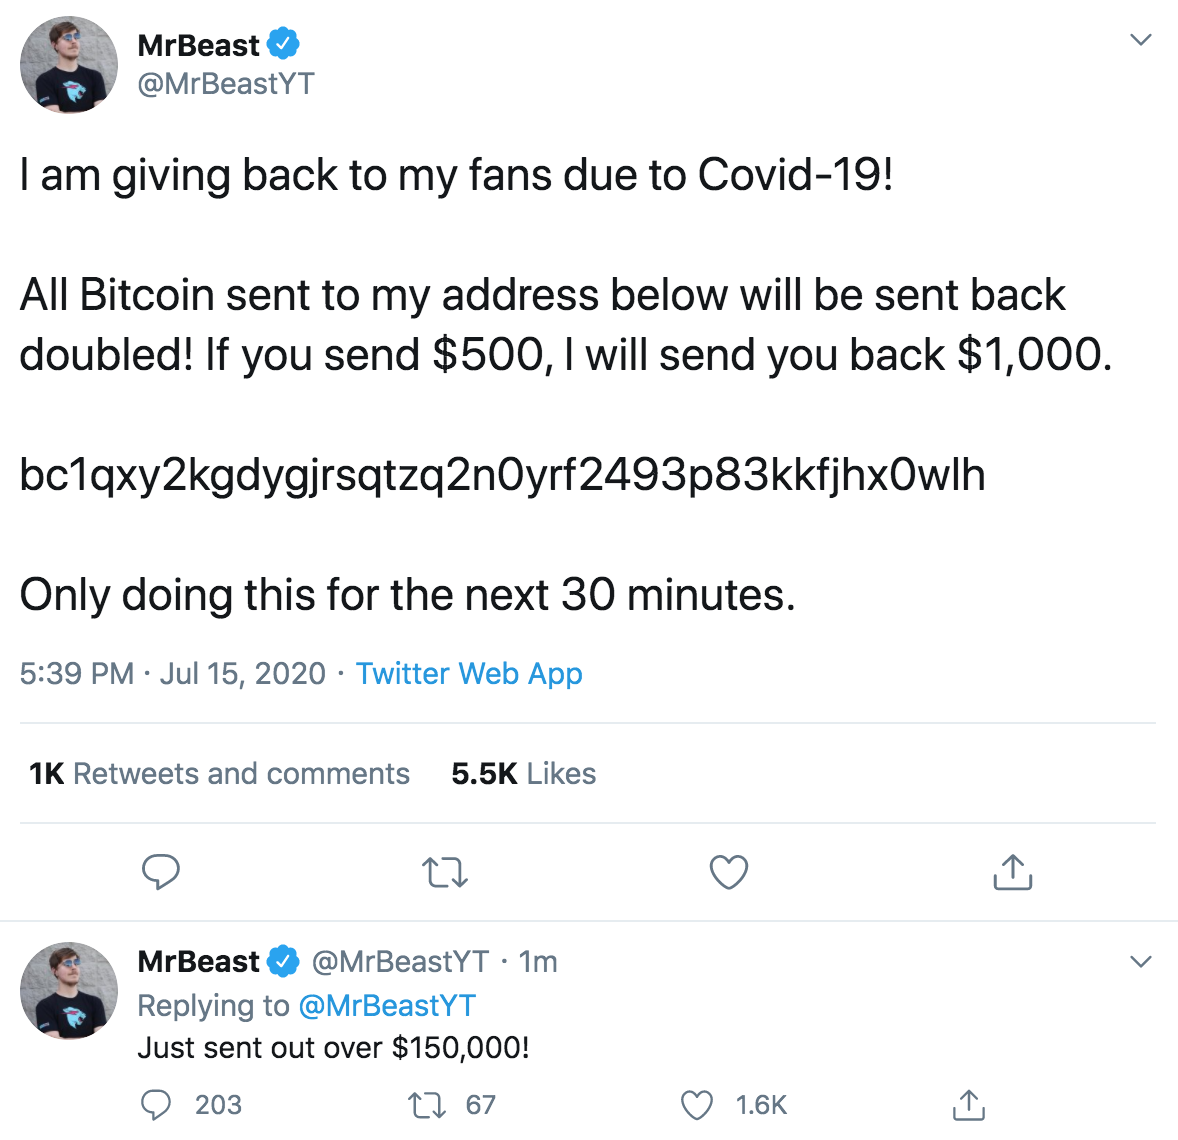 MrBeast
@MrBeastYT
I am giving back to my fans due to Covid-19!
All Bitcoin sent to my address below will be sent back
doubled! If you send $500, I will send you back $1,000.
bc1qxy2kgdygjrsqtzq2n0yrf2493p83kkfjhx0wlh
Only doing this for the next 30 minutes.
5:39 PM · Jul 15, 2020 · Twitter Web App
1K Retweets and comments 5.5K Likes
MrBeast @MrBeastYT · 1m
Replying to @MrBeastYT
Just sent out over $150,000!
203 67 1.6K